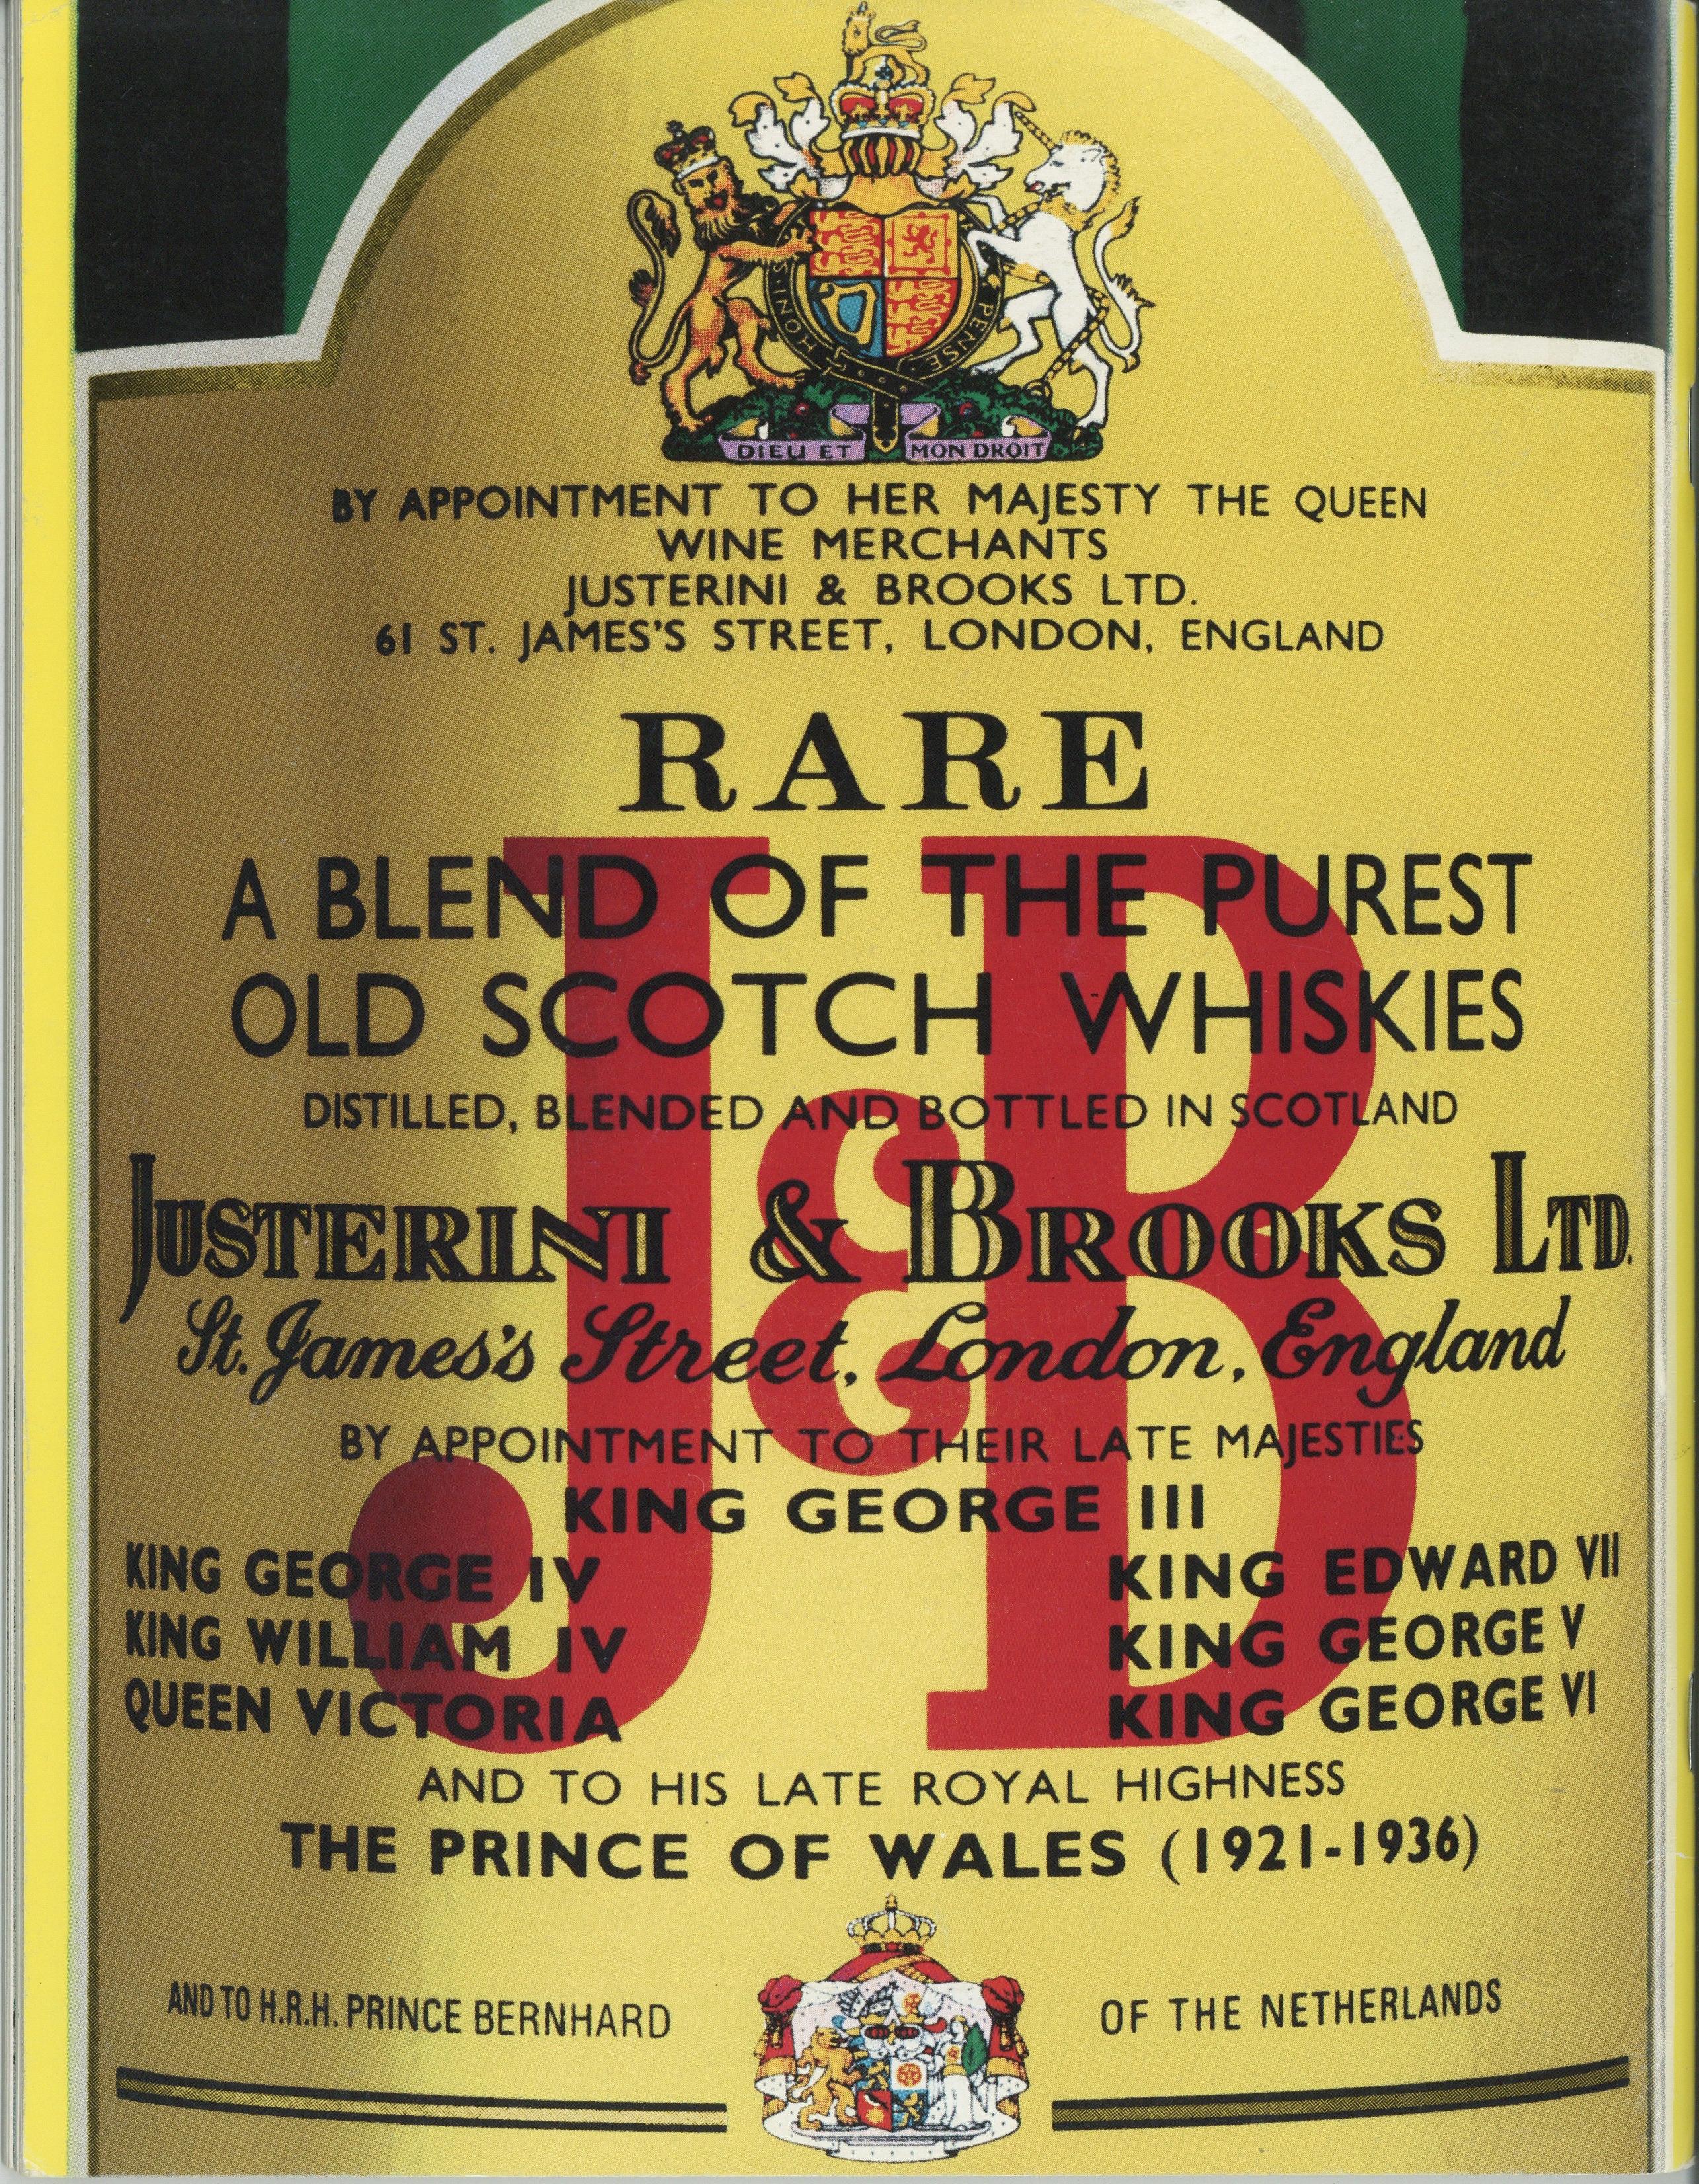 HONI S
PENSE
DIEU ET MON DROIT
BY APPOINTMENT TO HER MAJESTY THE QUEEN
WINE MERCHANTS
JUSTERINI & BROOKS LTD.
61 ST. JAMES'S STREET, LONDON, ENGLAND
RARE
J&B
A BLEND OF THE PUREST
OLD SCOTCH WHISKIES
DISTILLED, BLENDED AND BOTTLED IN SCOTLAND
JUSTERINI & BROOKS LTD.
St. James's Street, London, England
BY APPOINTMENT TO THEIR LATE MAJESTIES
KING GEORGE III
KING GEORGE IV KING EDWARD VII
KING WILLIAM IV KING GEORGE V
QUEEN VICTORIA KING GEORGE VI
AND TO HIS LATE ROYAL HIGHNESS
THE PRINCE OF WALES (1921-1936)
AND TO H.R.H. PRINCE BERNHARD OF THE NETHERLANDS